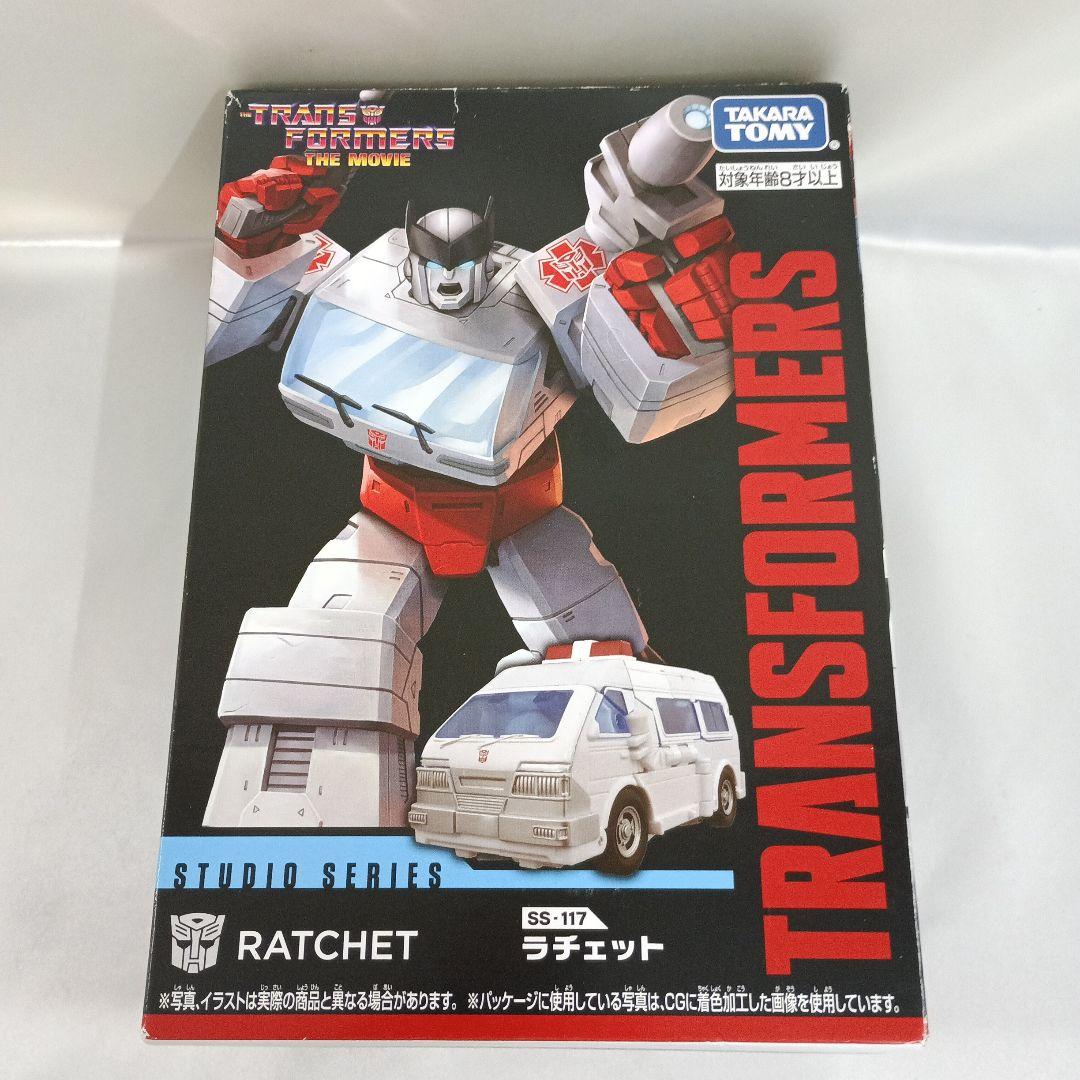 THE TRANSFORMERS
THE MOVIE
TAKARA
TOMY
たいしょうねんれい さい いじょう
対象年齢8才以上
TRANSFORMERS
STUDIO SERIES
RATCHET
SS-117
ラチェット
しゃしん じっさい しょうひん こと ばあい しよう しゃしん ちゃくしょくかこう がぞう しよう
※写真、イラストは実際の商品と異なる場合があります。 ※パッケージに使用している写真は、CGに着色加工した画像を使用しています。